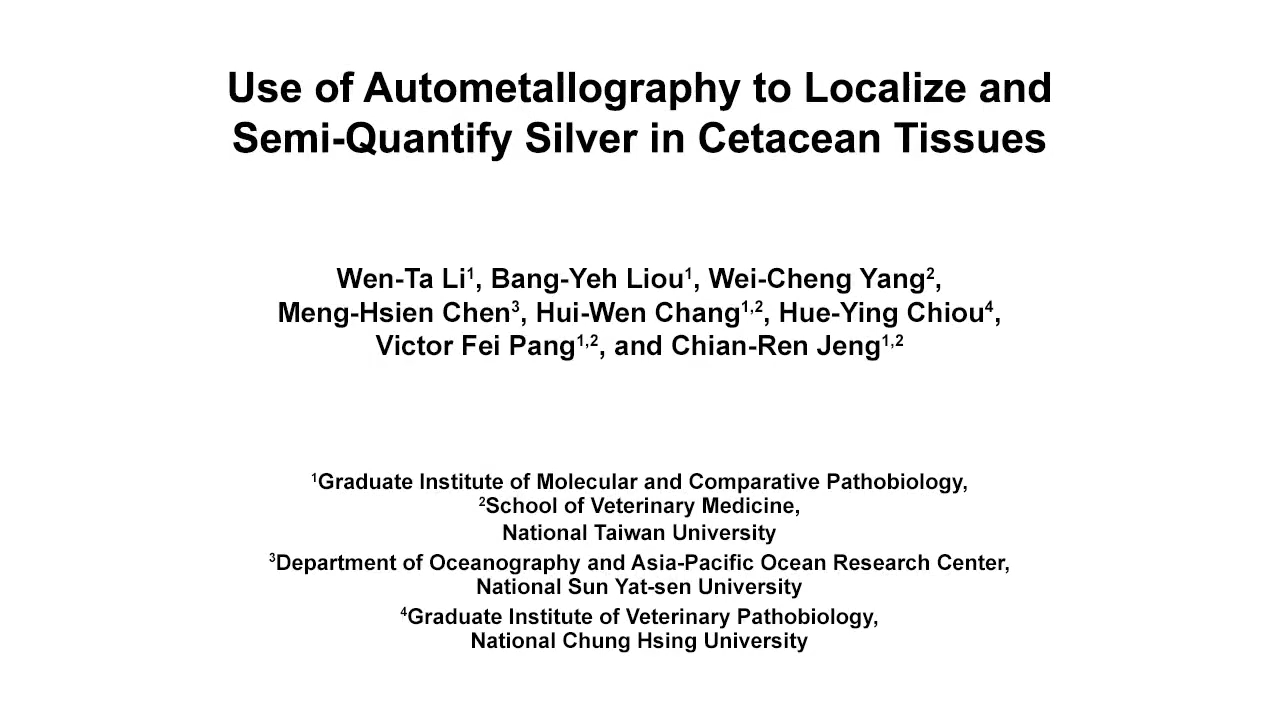 Use of Autometallography to Localize and
Semi-Quantify Silver in Cetacean Tissues
Wen-Ta Li¹, Bang-Yeh Liou¹, Wei-Cheng Yang²,
Meng-Hsien Chen³, Hui-Wen Chang¹,², Hue-Ying Chiou⁴,
Victor Fei Pang¹,², and Chian-Ren Jeng¹,²
¹Graduate Institute of Molecular and Comparative Pathobiology,
²School of Veterinary Medicine,
National Taiwan University
³Department of Oceanography and Asia-Pacific Ocean Research Center,
National Sun Yat-sen University
⁴Graduate Institute of Veterinary Pathobiology,
National Chung Hsing University